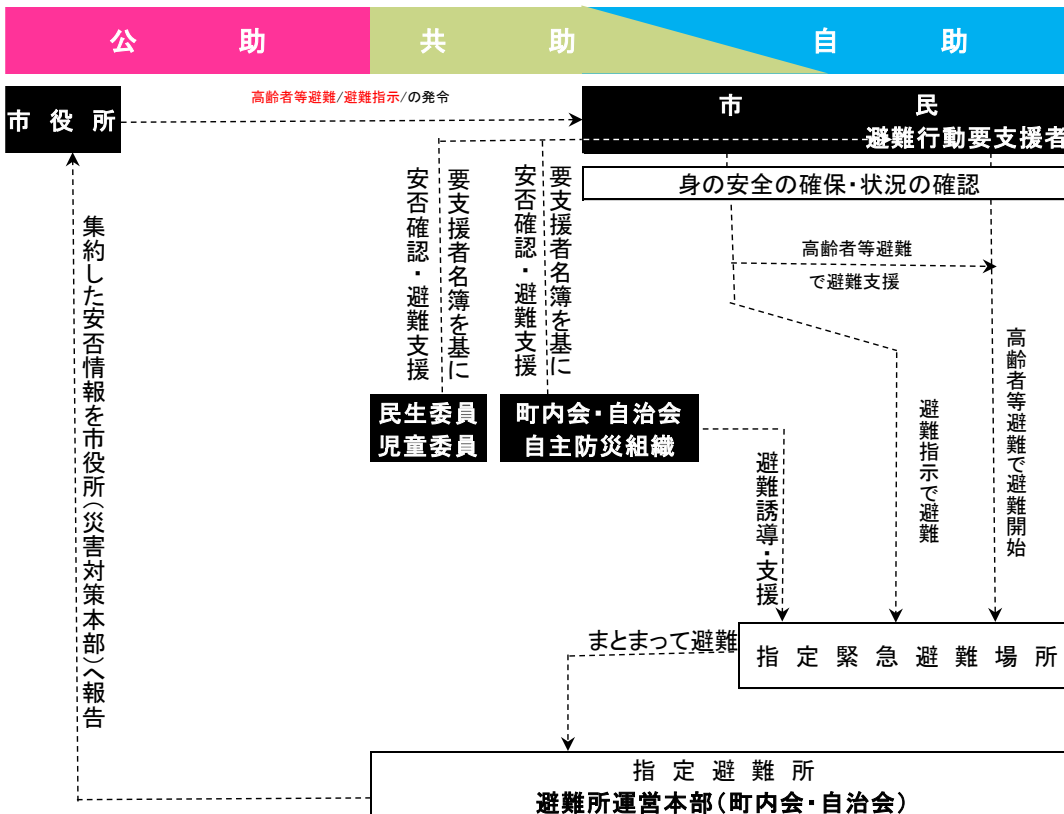 公助
共助
自助
市役所
高齢者等避難/避難指示/の発令
市民
避難行動要支援者
身の安全の確保・状況の確認
要支援者名簿を基に
安否確認・避難支援
要支援者名簿を基に
安否確認・避難支援
高齢者等避難
で避難支援
集約した安否情報を市役所(災害対策本部)へ報告
民生委員
児童委員
町内会・自治会
自主防災組織
避難誘導・支援
避難指示で避難
高齢者等避難で避難開始
まとまって避難
指定緊急避難場所
指定避難所
避難所運営本部(町内会・自治会)